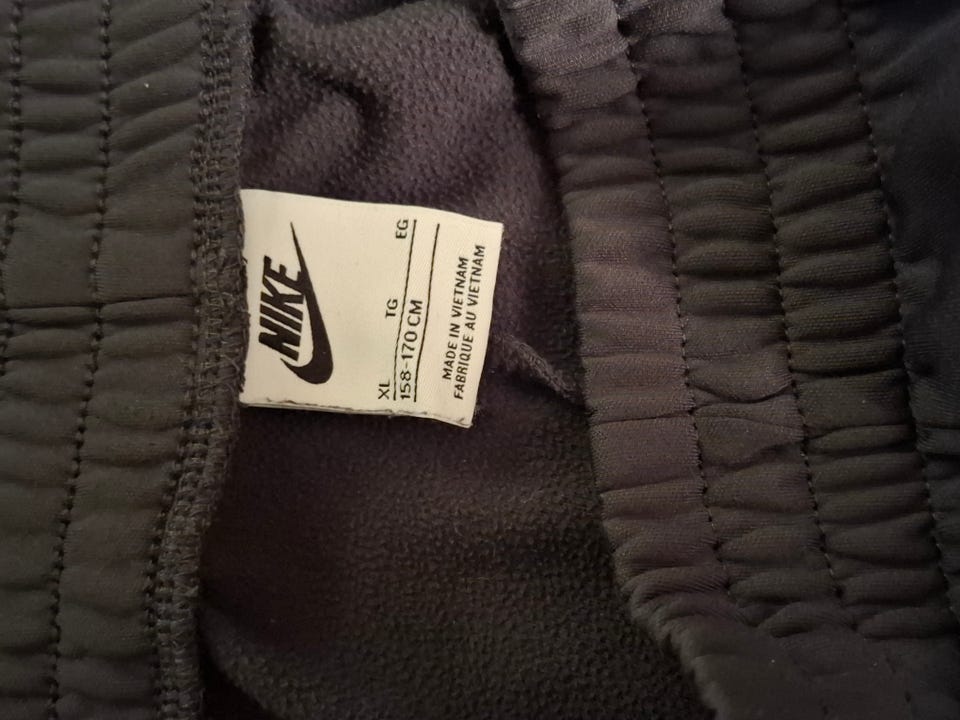 NIKE
XL TG EG
158-170 CM
MADE IN VIETNAM
FABRIQUE AU VIETNAM